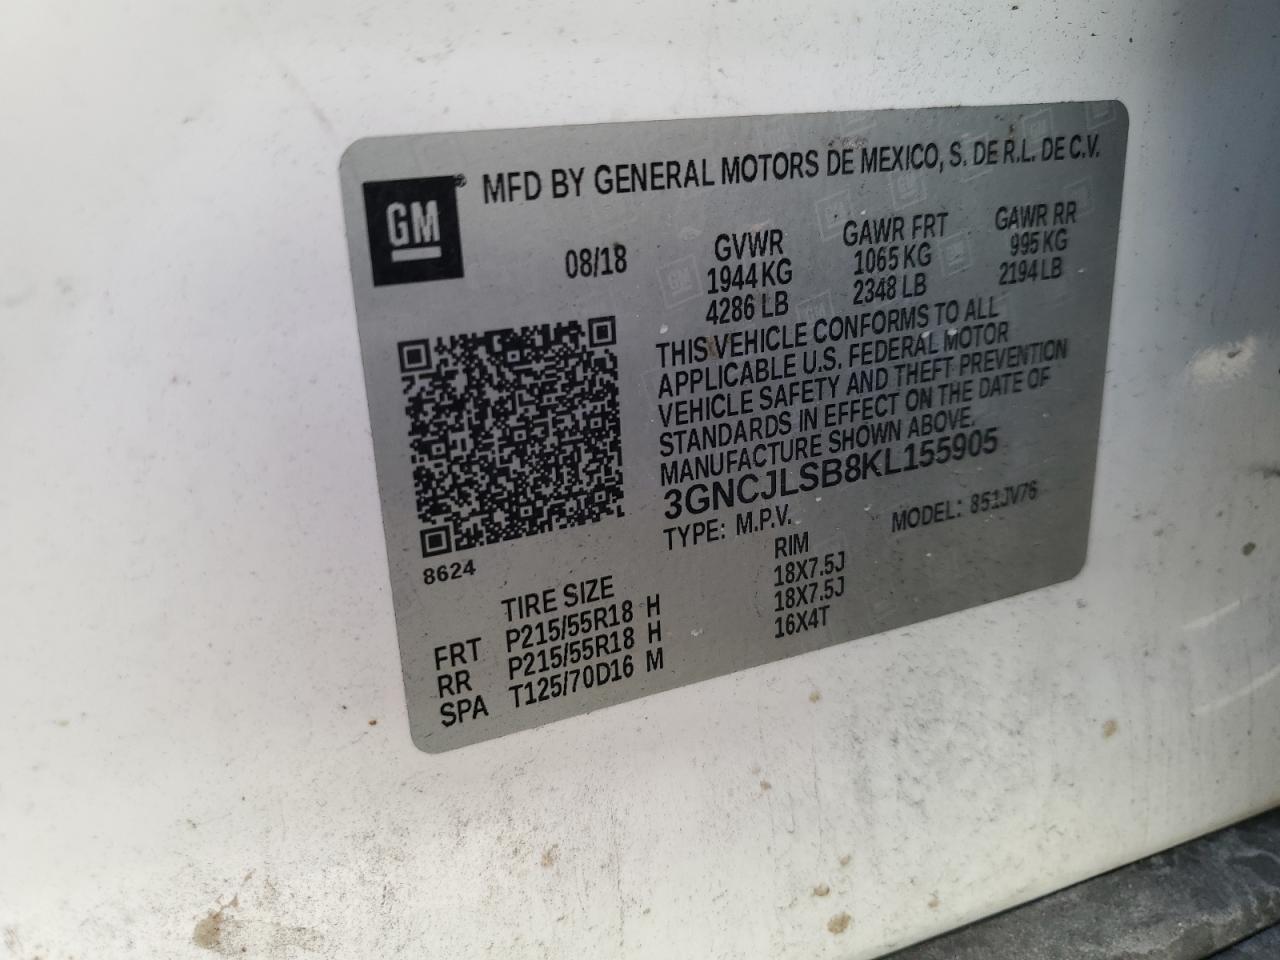 GM® MFD BY GENERAL MOTORS DE MEXICO, S. DE R.L. DE C.V.
08/18
GVWR GAWR FRT GAWR RR
1944 KG 1065 KG 995 KG
4286 LB 2348 LB 2194 LB
THIS VEHICLE CONFORMS TO ALL
APPLICABLE U.S. FEDERAL MOTOR
VEHICLE SAFETY AND THEFT PREVENTION
STANDARDS IN EFFECT ON THE DATE OF
MANUFACTURE SHOWN ABOVE.
3GNCJLSB8KL155905
TYPE: M.P.V. MODEL: 851JV76
8624
TIRE SIZE RIM
FRT P215/55R18 H 18X7.5J
RR P215/55R18 H 18X7.5J
SPA T125/70D16 M 16X4T